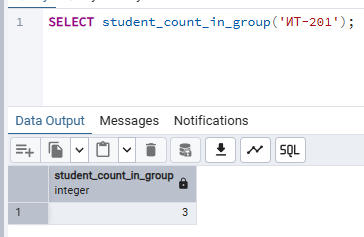 1 SELECT student_count_in_group('ИТ-201');
Data Output Messages Notifications
SQL
student_count_in_group
integer
1 3